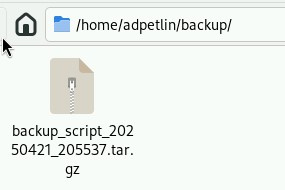 /home/adpetlin/backup/
backup_script_202
50421_205537.tar.
gz